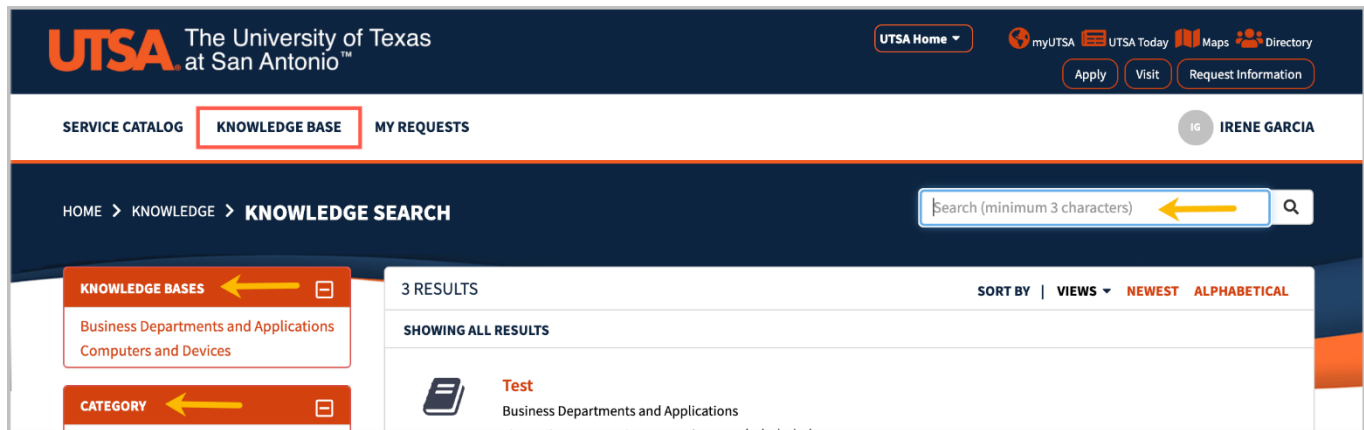 UTSA The University of Texas at San Antonio™
UTSA Home
myUTSA UTSA Today Maps Directory
Apply Visit Request Information
SERVICE CATALOG KNOWLEDGE BASE MY REQUESTS
IG IRENE GARCIA
HOME > KNOWLEDGE > KNOWLEDGE SEARCH
Search (minimum 3 characters)
KNOWLEDGE BASES
Business Departments and Applications
Computers and Devices
CATEGORY
3 RESULTS
SORT BY | VIEWS NEWEST ALPHABETICAL
SHOWING ALL RESULTS
Test
Business Departments and Applications